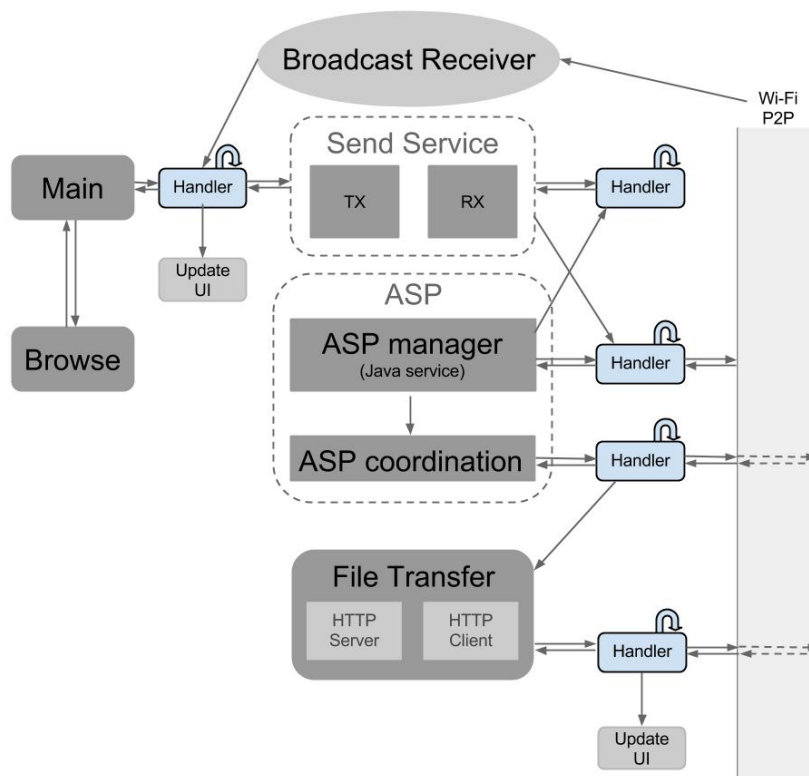 Broadcast Receiver
Wi-Fi
P2P
Send Service
Main
Handler
TX
RX
Handler
Update
UI
ASP
Browse
ASP manager
(Java service)
Handler
ASP coordination
Handler
File Transfer
HTTP
Server
HTTP
Client
Handler
Update
UI